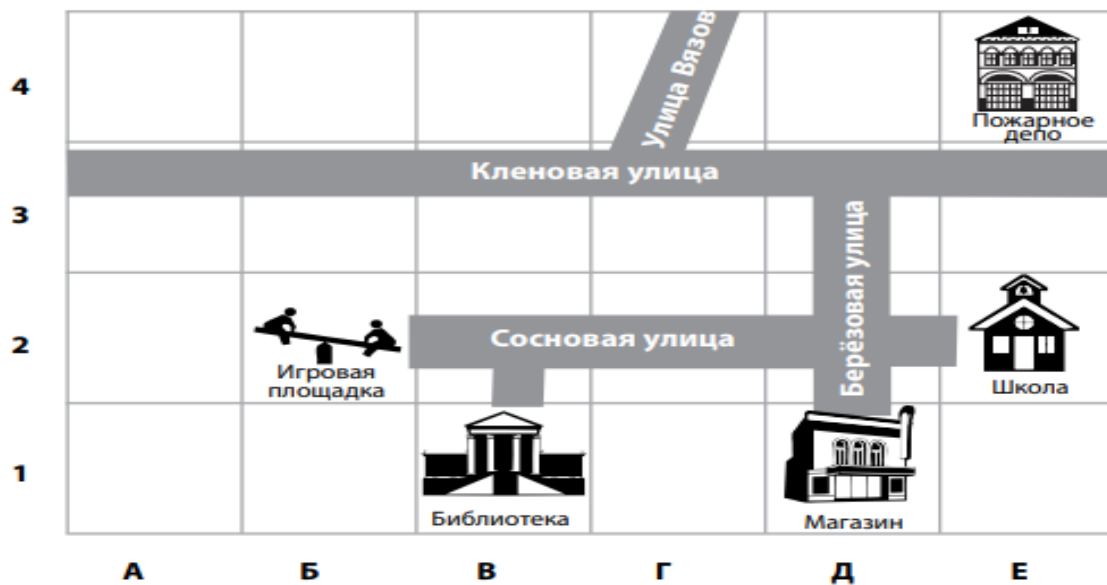 4
Улица Вязов
Пожарное
депо
Кленовая улица
3
Берёзовая улица
2
Сосновая улица
Игровая
площадка
Школа
1
Библиотека
Магазин
А Б В Г Д Е